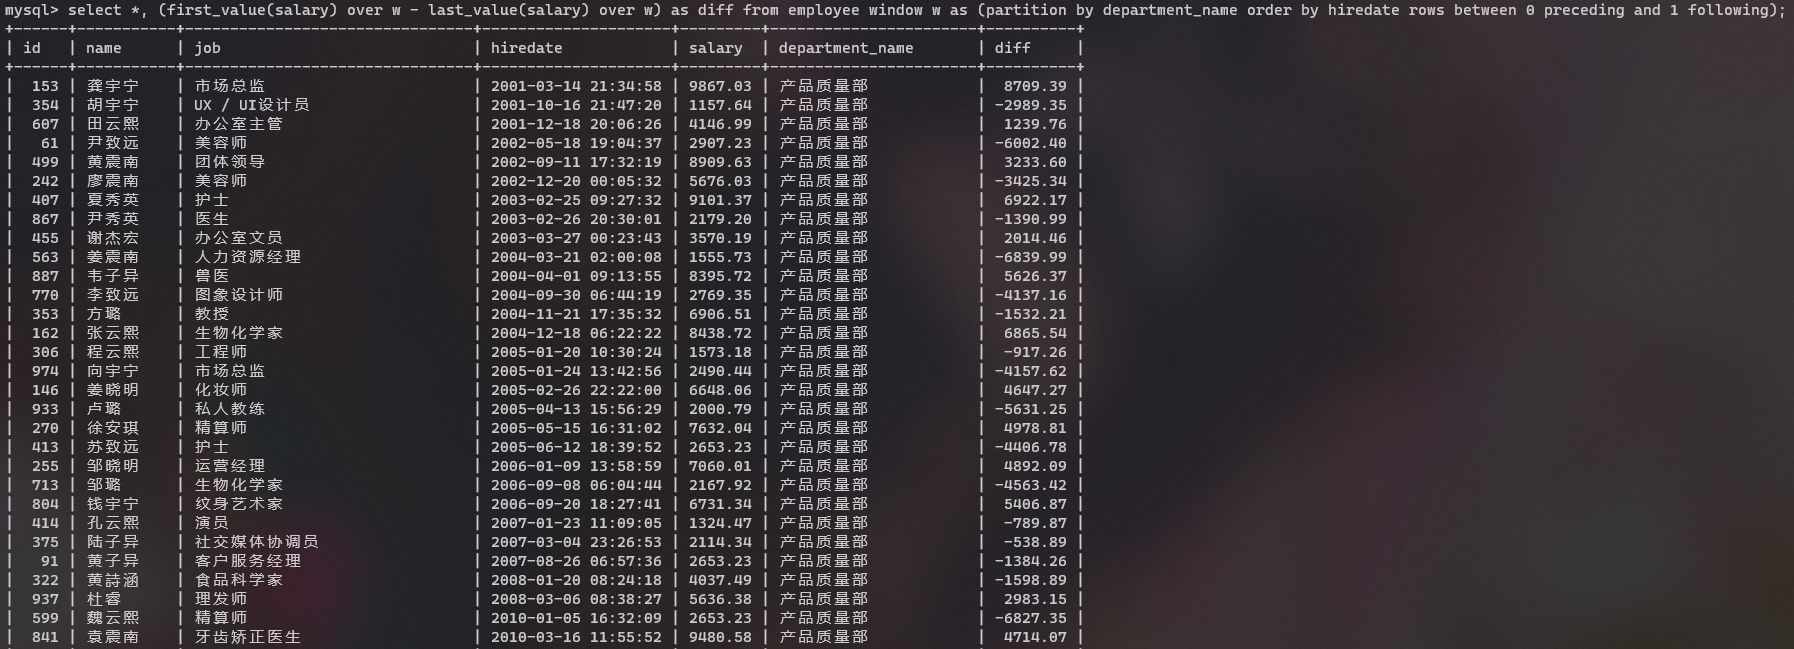 mysql> select *, (first_value(salary) over w - last_value(salary) over w) as diff from employee window w as (partition by department_name order by hiredate rows between 0 preceding and 1 following);
| id | name | job | hiredate | salary | department_name | diff |
| 153 | 龚宇宁 | 市场总监 | 2001-03-14 21:34:58 | 9867.03 | 产品质量部 | 8709.39 |
| 354 | 胡宇宁 | UX / UI设计员 | 2001-10-16 21:47:20 | 1157.64 | 产品质量部 | -2989.35 |
| 607 | 田云熙 | 办公室主管 | 2001-12-18 20:06:26 | 4146.99 | 产品质量部 | 1239.76 |
| 61 | 尹致远 | 美容师 | 2002-05-18 19:04:37 | 2907.23 | 产品质量部 | -6002.40 |
| 499 | 黄震南 | 团体领导 | 2002-09-11 17:32:19 | 8909.63 | 产品质量部 | 3233.60 |
| 242 | 廖震南 | 美容师 | 2002-12-20 00:05:32 | 5676.03 | 产品质量部 | -3425.34 |
| 407 | 夏秀英 | 护士 | 2003-02-25 09:27:32 | 9101.37 | 产品质量部 | 6922.17 |
| 867 | 尹秀英 | 医生 | 2003-02-26 20:30:01 | 2179.20 | 产品质量部 | -1390.99 |
| 455 | 谢杰宏 | 办公室文员 | 2003-03-27 00:23:43 | 3570.19 | 产品质量部 | 2014.46 |
| 563 | 姜震南 | 人力资源经理 | 2004-03-21 02:00:08 | 1555.73 | 产品质量部 | -6839.99 |
| 887 | 韦子异 | 兽医 | 2004-04-01 09:13:55 | 8395.72 | 产品质量部 | 5626.37 |
| 770 | 李致远 | 图象设计师 | 2004-09-30 06:44:19 | 2769.35 | 产品质量部 | -4137.16 |
| 353 | 方璐 | 教授 | 2004-11-21 17:35:32 | 6906.51 | 产品质量部 | -1532.21 |
| 162 | 张云熙 | 生物化学家 | 2004-12-18 06:22:22 | 8438.72 | 产品质量部 | 6865.54 |
| 306 | 程云熙 | 工程师 | 2005-01-20 10:30:24 | 1573.18 | 产品质量部 | -917.26 |
| 974 | 向宇宁 | 市场总监 | 2005-01-24 13:42:56 | 2490.44 | 产品质量部 | -4157.62 |
| 146 | 姜晓明 | 化妆师 | 2005-02-26 22:22:00 | 6648.06 | 产品质量部 | 4647.27 |
| 933 | 卢璐 | 私人教练 | 2005-04-13 15:56:29 | 2000.79 | 产品质量部 | -5631.25 |
| 270 | 徐安琪 | 精算师 | 2005-05-15 16:31:02 | 7632.04 | 产品质量部 | 4978.81 |
| 413 | 苏致远 | 护士 | 2005-06-12 18:39:52 | 2653.23 | 产品质量部 | -4406.78 |
| 255 | 邹晓明 | 运营经理 | 2006-01-09 13:58:59 | 7060.01 | 产品质量部 | 4892.09 |
| 713 | 邹璐 | 生物化学家 | 2006-09-08 06:04:44 | 2167.92 | 产品质量部 | -4563.42 |
| 804 | 钱宇宁 | 纹身艺术家 | 2006-09-20 18:27:41 | 6731.34 | 产品质量部 | 5406.87 |
| 414 | 孔云熙 | 演员 | 2007-01-23 11:09:05 | 1324.47 | 产品质量部 | -789.87 |
| 375 | 陆子异 | 社交媒体协调员 | 2007-03-04 23:26:53 | 2114.34 | 产品质量部 | -538.89 |
| 91 | 黄子异 | 客户服务经理 | 2007-08-26 06:57:36 | 2653.23 | 产品质量部 | -1384.26 |
| 322 | 黄詩涵 | 食品科学家 | 2008-01-20 08:24:18 | 4037.49 | 产品质量部 | -1598.89 |
| 937 | 杜睿 | 理发师 | 2008-03-06 08:38:27 | 5636.38 | 产品质量部 | 2983.15 |
| 599 | 魏云熙 | 精算师 | 2010-01-05 16:32:09 | 2653.23 | 产品质量部 | -6827.35 |
| 841 | 袁震南 | 牙齿矫正医生 | 2010-03-16 11:55:52 | 9480.58 | 产品质量部 | 4714.07 |